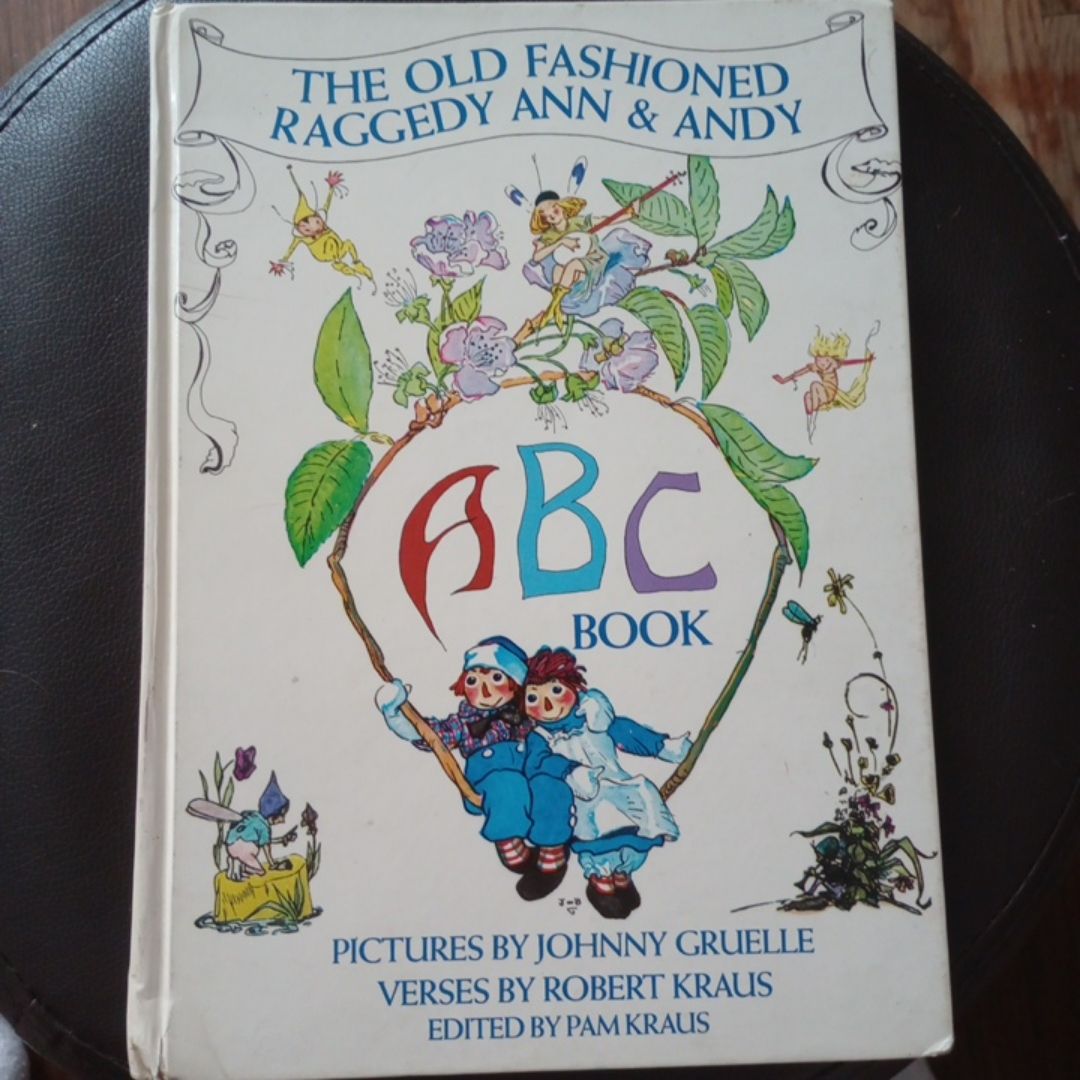 THE OLD FASHIONED
RAGGEDY ANN & ANDY
ABC
BOOK
PICTURES BY JOHNNY GRUELLE
VERSES BY ROBERT KRAUS
EDITED BY PAM KRAUS